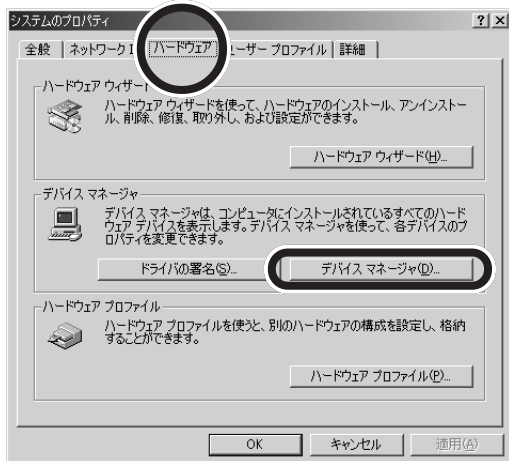 システムのプロパティ
全般 ネットワーク ハードウェア ユーザー プロファイル 詳細
ハードウェア ウィザード
ハードウェア ウィザードを使って、ハードウェアのインストール、アンインストー
ル、削除、修復、取り外し、および設定ができます。
ハードウェア ウィザード(H)...
デバイス マネージャ
デバイス マネージャは、コンピュータにインストールされているすべてのハード
ウェア デバイスを表示します。デバイス マネージャを使って、各デバイスのプ
ロパティを変更できます。
ドライバの署名(S)...
デバイス マネージャ(D)...
ハードウェア プロファイル
ハードウェア プロファイルを使うと、別のハードウェアの構成を設定し、格納
することができます。
ハードウェア プロファイル(P)...
OK キャンセル 適用(A)